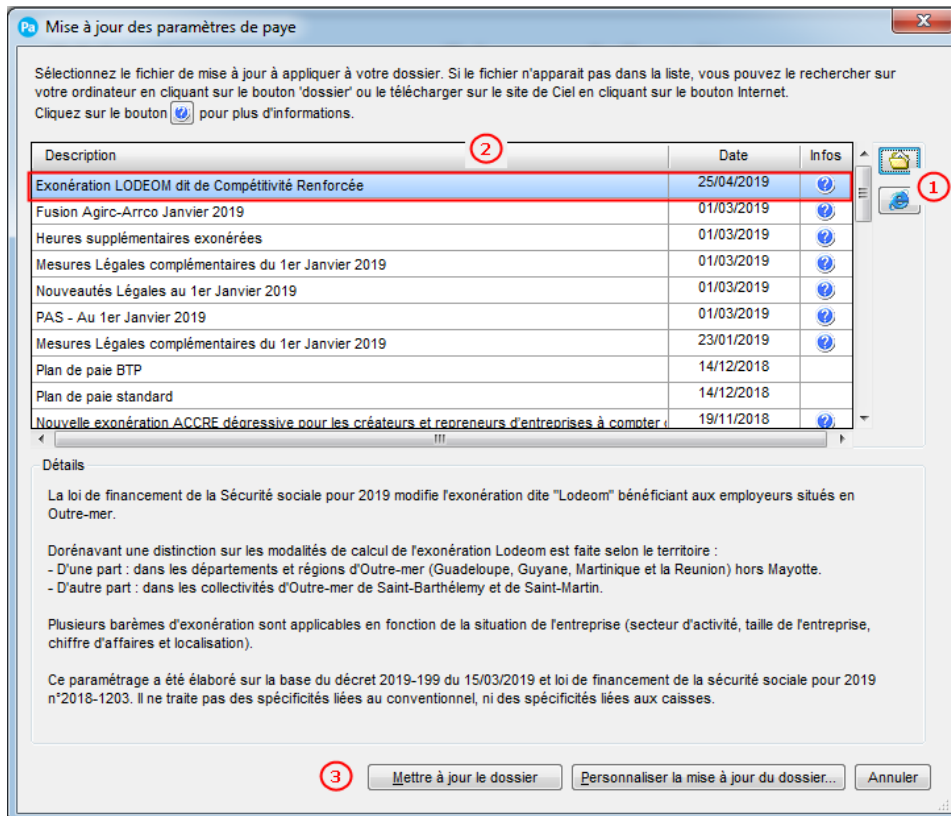 Pa Mise à jour des paramètres de paye
Sélectionnez le fichier de mise à jour à appliquer à votre dossier. Si le fichier n'apparait pas dans la liste, vous pouvez le rechercher sur
votre ordinateur en cliquant sur le bouton 'dossier' ou le télécharger sur le site de Ciel en cliquant sur le bouton Internet.
Cliquez sur le bouton ? pour plus d'informations.
2
Description Date Infos
1
Exonération LODEOM dit de Compétitivité Renforcée 25/04/2019 ?
Fusion Agirc-Arrco Janvier 2019 01/03/2019 ?
Heures supplémentaires exonérées 01/03/2019 ?
Mesures Légales complémentaires du 1er Janvier 2019 01/03/2019 ?
Nouveautés Légales au 1er Janvier 2019 01/03/2019 ?
PAS - Au 1er Janvier 2019 01/03/2019 ?
Mesures Légales complémentaires du 1er Janvier 2019 23/01/2019 ?
Plan de paie BTP 14/12/2018
Plan de paie standard 14/12/2018
Nouvelle exonération ACCRE dégressive pour les créateurs et repreneurs d'entreprises à compter 19/11/2018 ?
Détails
La loi de financement de la Sécurité sociale pour 2019 modifie l'exonération dite "Lodeom" bénéficiant aux employeurs situés en
Outre-mer.
Dorénavant une distinction sur les modalités de calcul de l'exonération Lodeom est faite selon le territoire :
- D'une part : dans les départements et régions d'Outre-mer (Guadeloupe, Guyane, Martinique et la Reunion) hors Mayotte.
- D'autre part : dans les collectivités d'Outre-mer de Saint-Barthélemy et de Saint-Martin.
Plusieurs barèmes d'exonération sont applicables en fonction de la situation de l'entreprise (secteur d'activité, taille de l'entreprise,
chiffre d'affaires et localisation).
Ce paramétrage a été élaboré sur la base du décret 2019-199 du 15/03/2019 et loi de financement de la sécurité sociale pour 2019
n°2018-1203. Il ne traite pas des spécificités liées au conventionnel, ni des spécificités liées aux caisses.
3 Mettre à jour le dossier Personnaliser la mise à jour du dossier... Annuler